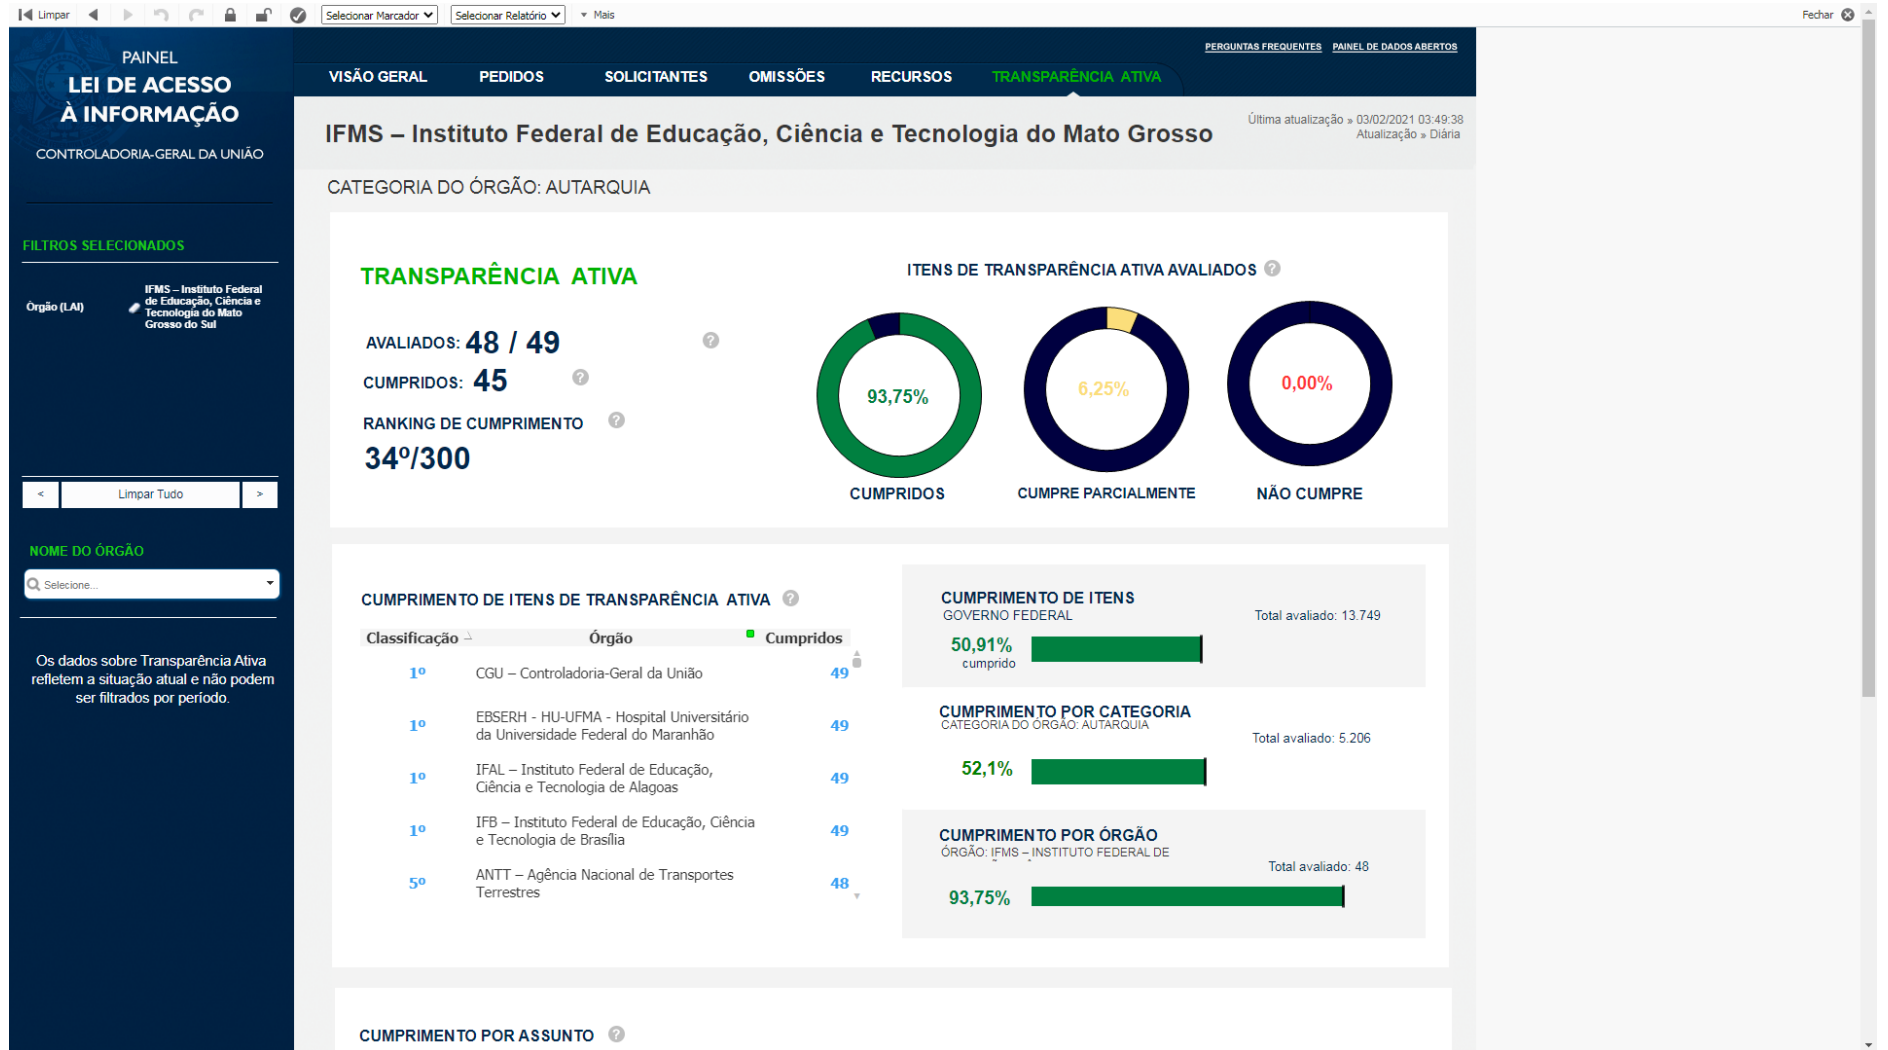 Limpar
Selecionar Marcador
Selecionar Relatório
Mais
Fechar
PAINEL
LEI DE ACESSO
À INFORMAÇÃO
CONTROLADORIA-GERAL DA UNIÃO
FILTROS SELECIONADOS
Órgão (LAI)
IFMS – Instituto Federal
de Educação, Ciência e
Tecnologia do Mato
Grosso do Sul
<
Limpar Tudo
>
NOME DO ÓRGÃO
Selecione...
Os dados sobre Transparência Ativa
refletem a situação atual e não podem
ser filtrados por período.
PERGUNTAS FREQUENTES PAINEL DE DADOS ABERTOS
VISÃO GERAL PEDIDOS SOLICITANTES OMISSÕES RECURSOS TRANSPARÊNCIA ATIVA
IFMS – Instituto Federal de Educação, Ciência e Tecnologia do Mato Grosso
Última atualização » 03/02/2021 03:49:38
Atualização » Diária
CATEGORIA DO ÓRGÃO: AUTARQUIA
TRANSPARÊNCIA ATIVA
AVALIADOS: 48 / 49 ?
CUMPRIDOS: 45 ?
RANKING DE CUMPRIMENTO ?
34º/300
ITENS DE TRANSPARÊNCIA ATIVA AVALIADOS ?
93,75%
6,25%
0,00%
CUMPRIDOS
CUMPRE PARCIALMENTE
NÃO CUMPRE
CUMPRIMENTO DE ITENS DE TRANSPARÊNCIA ATIVA ?
Classificação Órgão Cumpridos
1º CGU – Controladoria-Geral da União 49
1º EBSERH - HU-UFMA - Hospital Universitário
da Universidade Federal do Maranhão 49
1º IFAL – Instituto Federal de Educação,
Ciência e Tecnologia de Alagoas 49
1º IFB – Instituto Federal de Educação, Ciência
e Tecnologia de Brasília 49
5º ANTT – Agência Nacional de Transportes
Terrestres 48
CUMPRIMENTO DE ITENS
GOVERNO FEDERAL
Total avaliado: 13.749
50,91%
cumprido
CUMPRIMENTO POR CATEGORIA
CATEGORIA DO ÓRGÃO: AUTARQUIA
Total avaliado: 5.206
52,1%
CUMPRIMENTO POR ÓRGÃO
ÓRGÃO: IFMS – INSTITUTO FEDERAL DE
Total avaliado: 48
93,75%
CUMPRIMENTO POR ASSUNTO ?